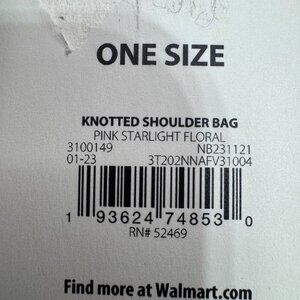 ONE SIZE
KNOTTED SHOULDER BAG
PINK STARLIGHT FLORAL
3100149 NB231121
01-23 3T202NNAFV31004
1 93624 74853 0
RN# 52469
Find more at Walmart.com